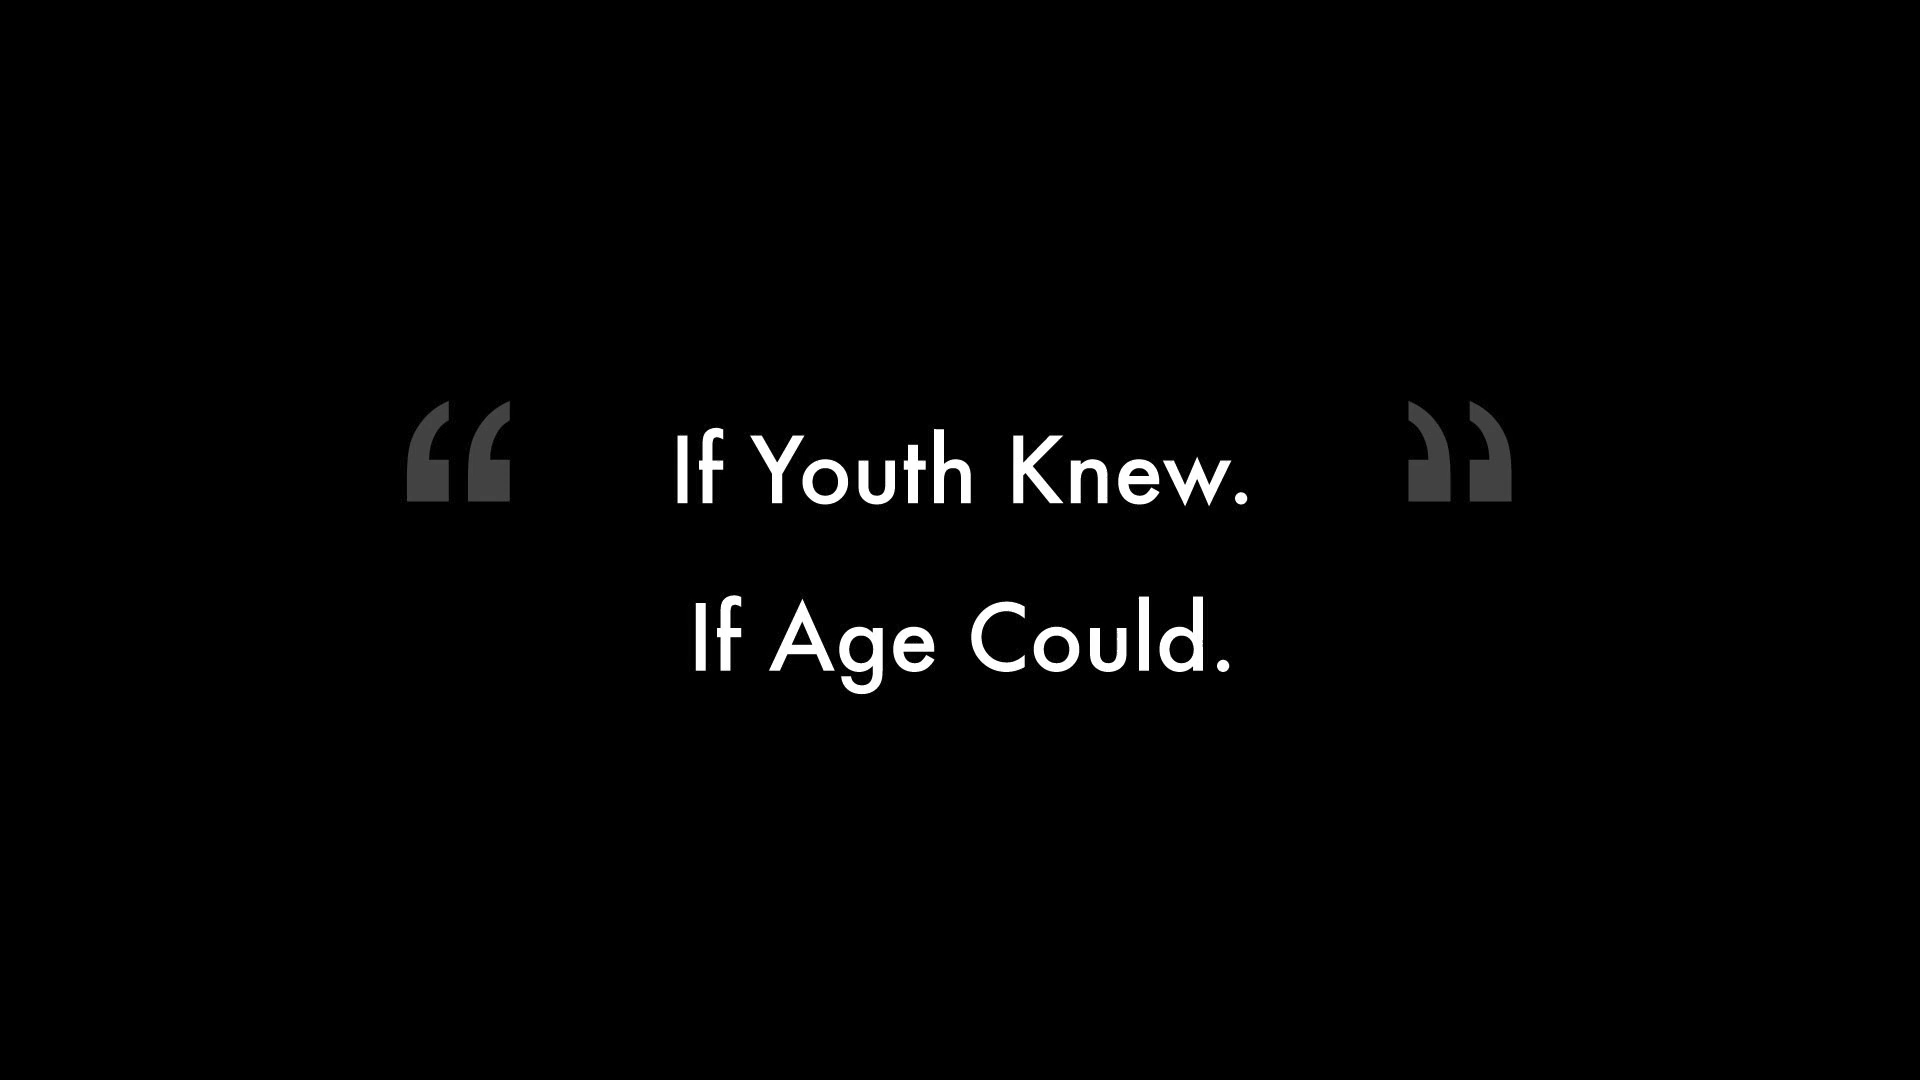 “ If Youth Knew. ”
If Age Could.